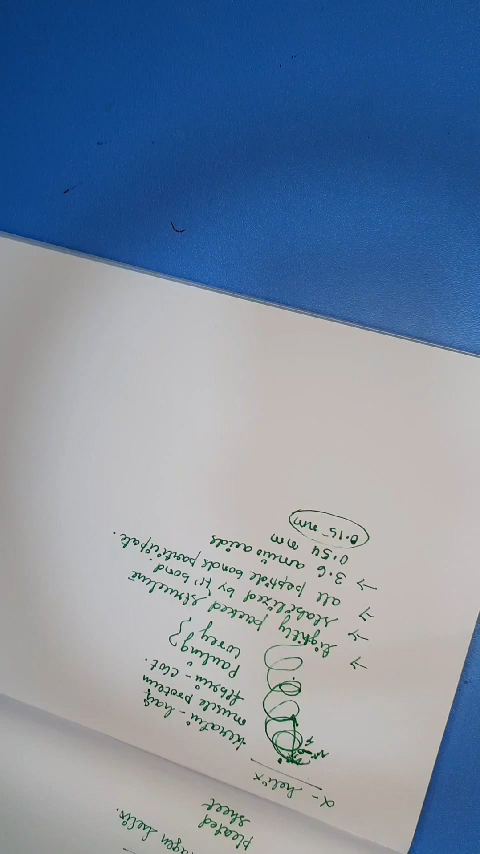 pleated
sheet
α - helix
keratin - hair
muscle protein
fibrin - clot.
Pauling }
Corey }
→ tightly packed structure
→ stabilized by H' bond.
→ all peptide bonds participate.
→ 3.6 amino acids
0.54 nm
0.15 nm